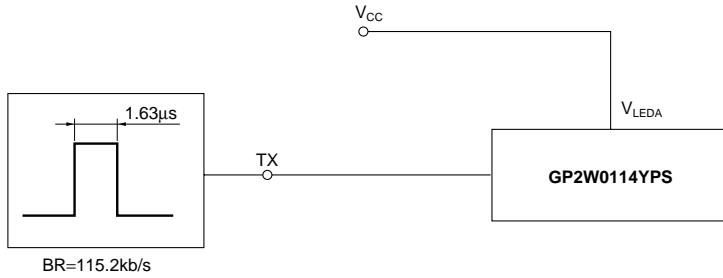 VCC
1.63μs
VLEDA
TX
GP2W0114YPS
BR=115.2kb/s